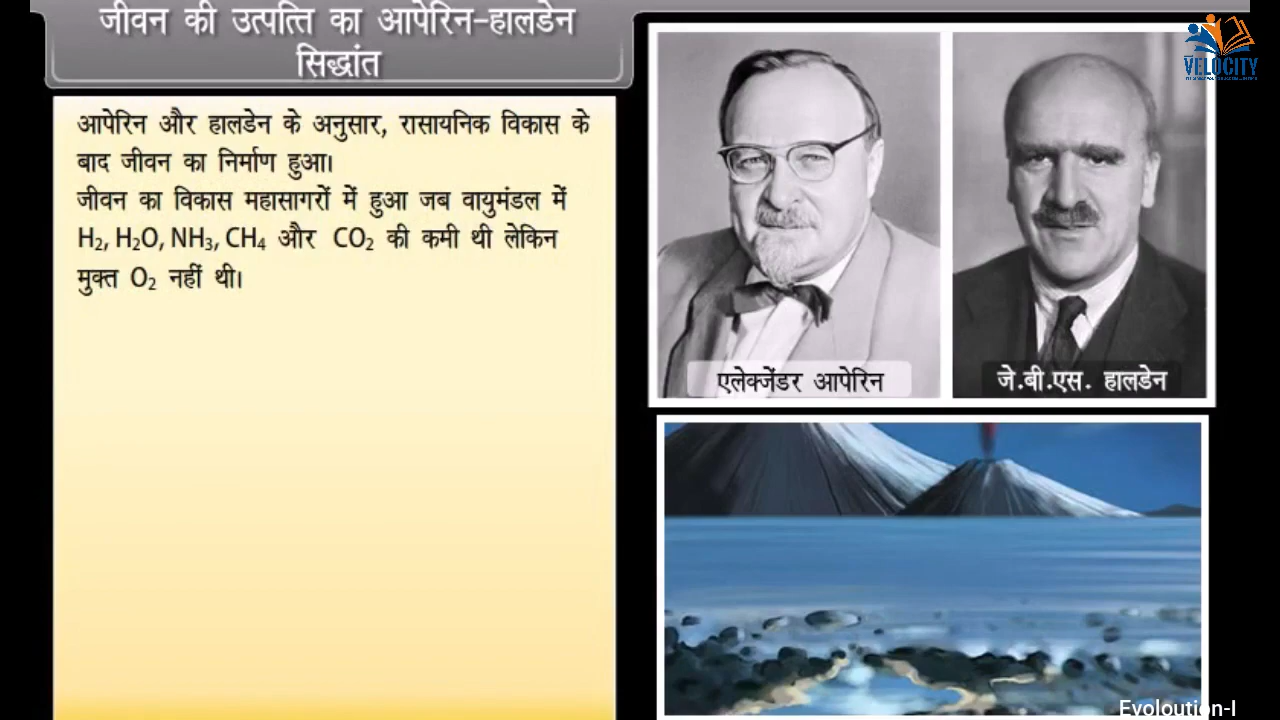 जीवन की उत्पत्ति का आपेरिन-हालडेन
सिद्धांत
आपेरिन और हालडेन के अनुसार, रासायनिक विकास के
बाद जीवन का निर्माण हुआ।
जीवन का विकास महासागरों में हुआ जब वायुमंडल में
H₂, H₂O, NH₃, CH₄ और CO₂ की कमी थी लेकिन
मुक्त O₂ नहीं थी।
एलेक्जेंडर आपेरिन
जे.बी.एस. हालडेन
VELOCITY
Evoloution-I